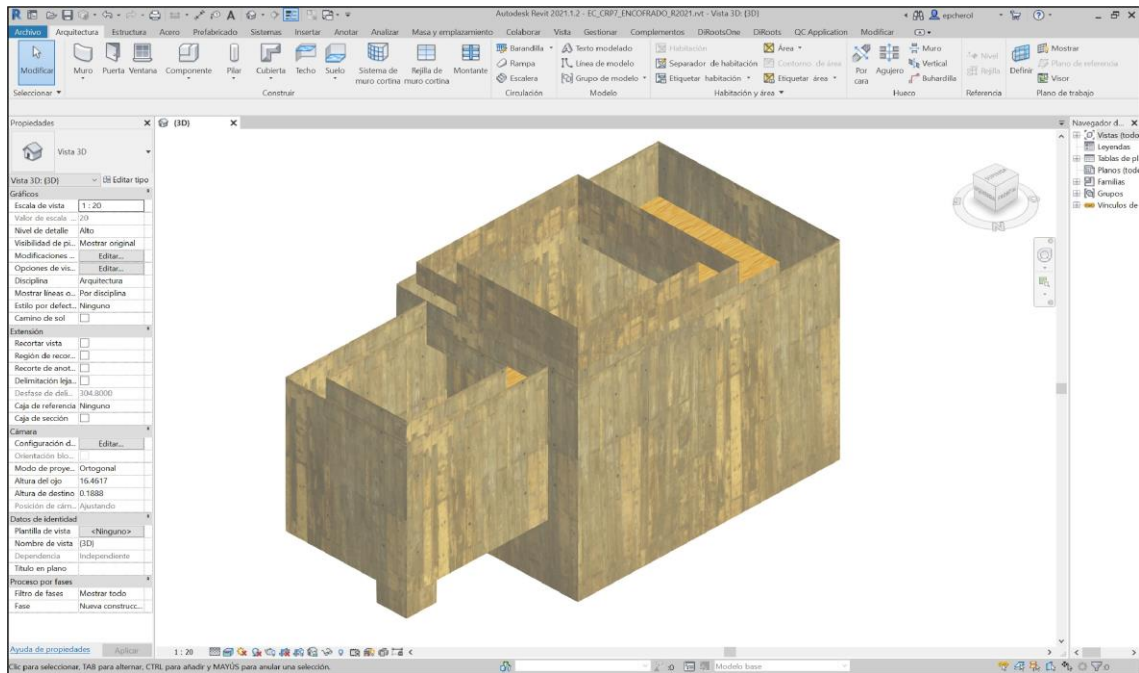 Autodesk Revit 2021.1.2 - EC_CRP7_ENCOFRADO_R2021.rvt - Vista 3D: {3D}
epcherol
Archivo Arquitectura Estructura Acero Prefabricado Sistemas Insertar Anotar Analizar Masa y emplazamiento Colaborar Vista Gestionar Complementos DiRootsOne DiRoots QC Application Modificar
Modificar Muro Puerta Ventana Componente Pilar Cubierta Techo Suelo Sistema de muro cortina Rejilla de muro cortina Montante
Barandilla
Rampa
Escalera
Texto modelado
Línea de modelo
Grupo de modelo
Habitación
Separador de habitación
Etiquetar habitación
Área
Contorno de área
Etiquetar área
Por cara
Agujero
Muro
Vertical
Buhardilla
Nivel
Rejilla
Definir
Mostrar
Plano de referencia
Visor
Seleccionar Construir Circulación Modelo Habitación y área Hueco Referencia Plano de trabajo
Propiedades
{3D}
Navegador d...
Vista 3D
Vista 3D: {3D} Editar tipo
Gráficos
Escala de vista 1 : 20
Valor de escala ... 20
Nivel de detalle Alto
Visibilidad de pi... Mostrar original
Modificaciones ... Editar...
Opciones de vis... Editar...
Disciplina Arquitectura
Mostrar líneas o... Por disciplina
Estilo por defect... Ninguno
Camino de sol
Extensión
Recortar vista
Región de recor...
Recorte de anot...
Delimitación leja...
Desfase de deli... 304.8000
Caja de referencia Ninguno
Caja de sección
Cámara
Configuración d... Editar...
Orientación blo...
Modo de proye... Ortogonal
Altura del ojo 16.4617
Altura de destino 0.1888
Posición de cám... Ajustando
Datos de identidad
Plantilla de vista <Ninguno>
Nombre de vista {3D}
Dependencia Independiente
Título en plano
Proceso por fases
Filtro de fases Mostrar todo
Fase Nueva construcc...
Ayuda de propiedades Aplicar
Vistas (todo
Leyendas
Tablas de pl
Planos (tod
Familias
Grupos
Vínculos de
1 : 20
Clic para seleccionar, TAB para alternar, CTRL para añadir y MAYÚS para anular una selección.
:0
Modelo base
:0